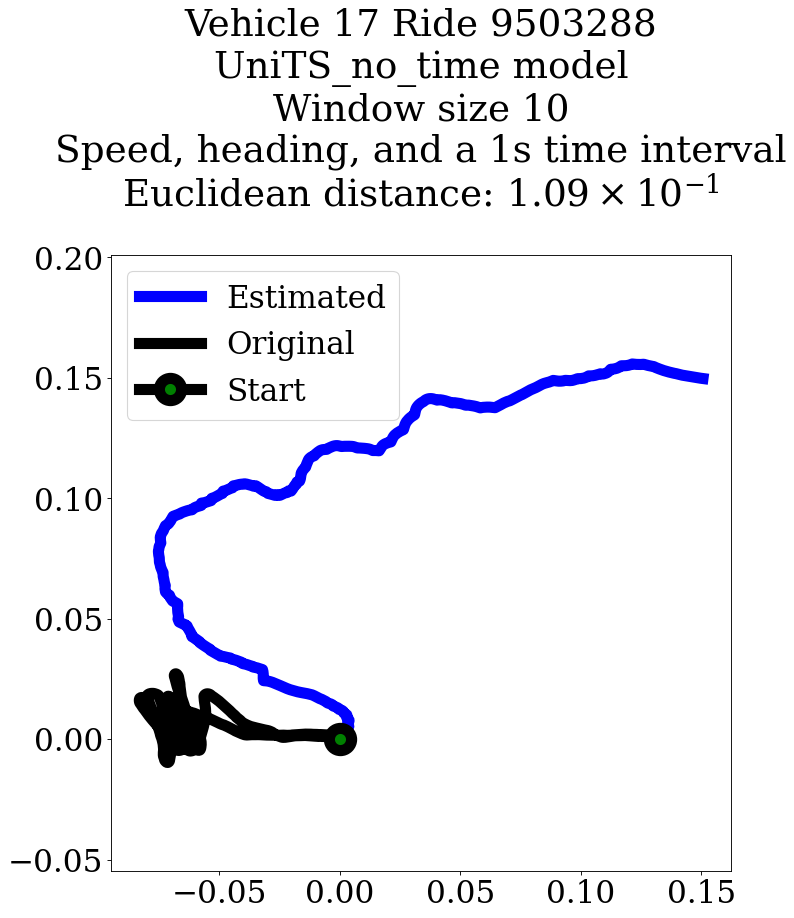 Vehicle 17 Ride 9503288
UniTS_no_time model
Window size 10
Speed, heading, and a 1s time interval
Euclidean distance: 1.09 × 10⁻¹
0.20
0.15
0.10
0.05
0.00
−0.05
Estimated
Original
Start
−0.05 0.00 0.05 0.10 0.15